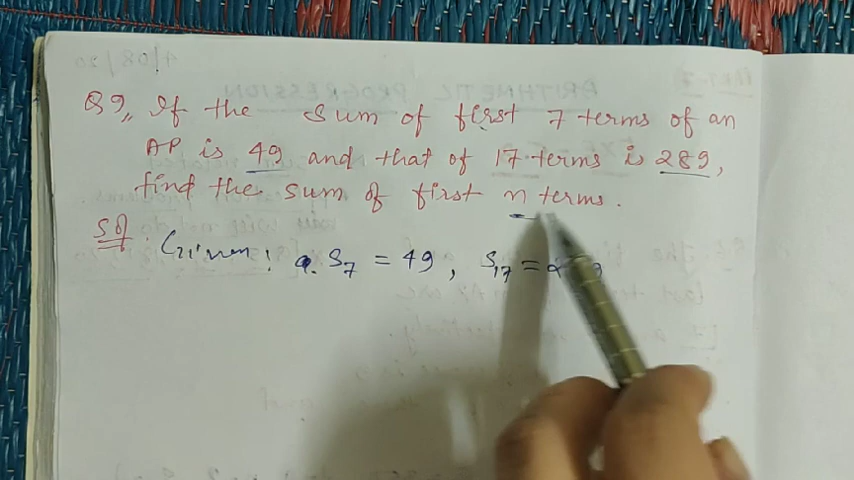 Q9,, If the sum of first 7 terms of an
AP is 49 and that of 17 terms is 289,
find the sum of first n terms.
Sol. Given: a. S₇ = 49, S₁₇ =